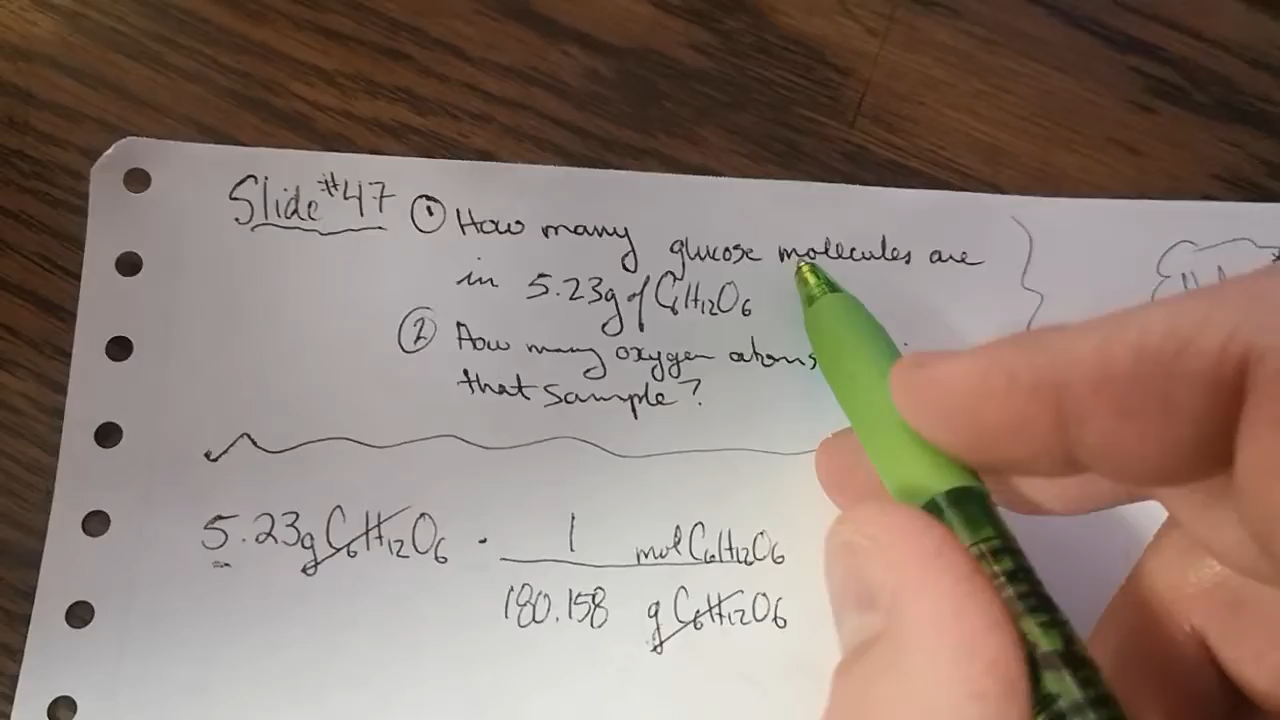 Slide #47 ① How many glucose molecules are
in 5.23g of C6H12O6
② How many oxygen atoms
that sample?
5.23g C6H12O6 · 1 mol C6H12O6
180.158 g C6H12O6